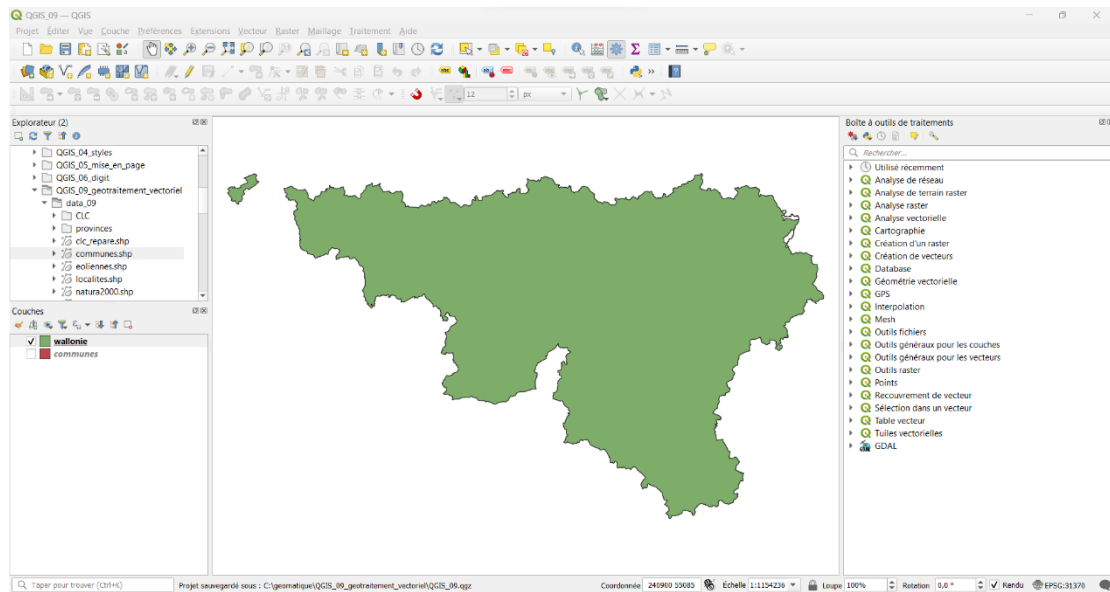 QGIS_09 — QGIS
Projet Éditer Vue Couche Préférences Extensions Vecteur Raster Maillage Traitement Aide
abc
12
px
Explorateur (2)
QGIS_04_styles
QGIS_05_mise_en_page
QGIS_06_digit
QGIS_09_geotraitement_vectoriel
data_09
CLC
provinces
clc_repare.shp
communes.shp
eoliennes.shp
localites.shp
natura2000.shp
Couches
wallonie
communes
Boîte à outils de traitements
Rechercher...
Utilisé récemment
Analyse de réseau
Analyse de terrain raster
Analyse raster
Analyse vectorielle
Cartographie
Création d'un raster
Création de vecteurs
Database
Géométrie vectorielle
GPS
Interpolation
Mesh
Outils fichiers
Outils généraux pour les couches
Outils généraux pour les vecteurs
Outils raster
Points
Recouvrement de vecteur
Sélection dans un vecteur
Table vecteur
Tuiles vectorielles
GDAL
Taper pour trouver (Ctrl+K) Projet sauvegardé sous : C:\geomatique\QGIS_09_geotraitement_vectoriel\QGIS_09.qgz Coordonnée 240900 55085 Échelle 1:1154236 Loupe 100% Rotation 0,0 ° Rendu EPSG:31370